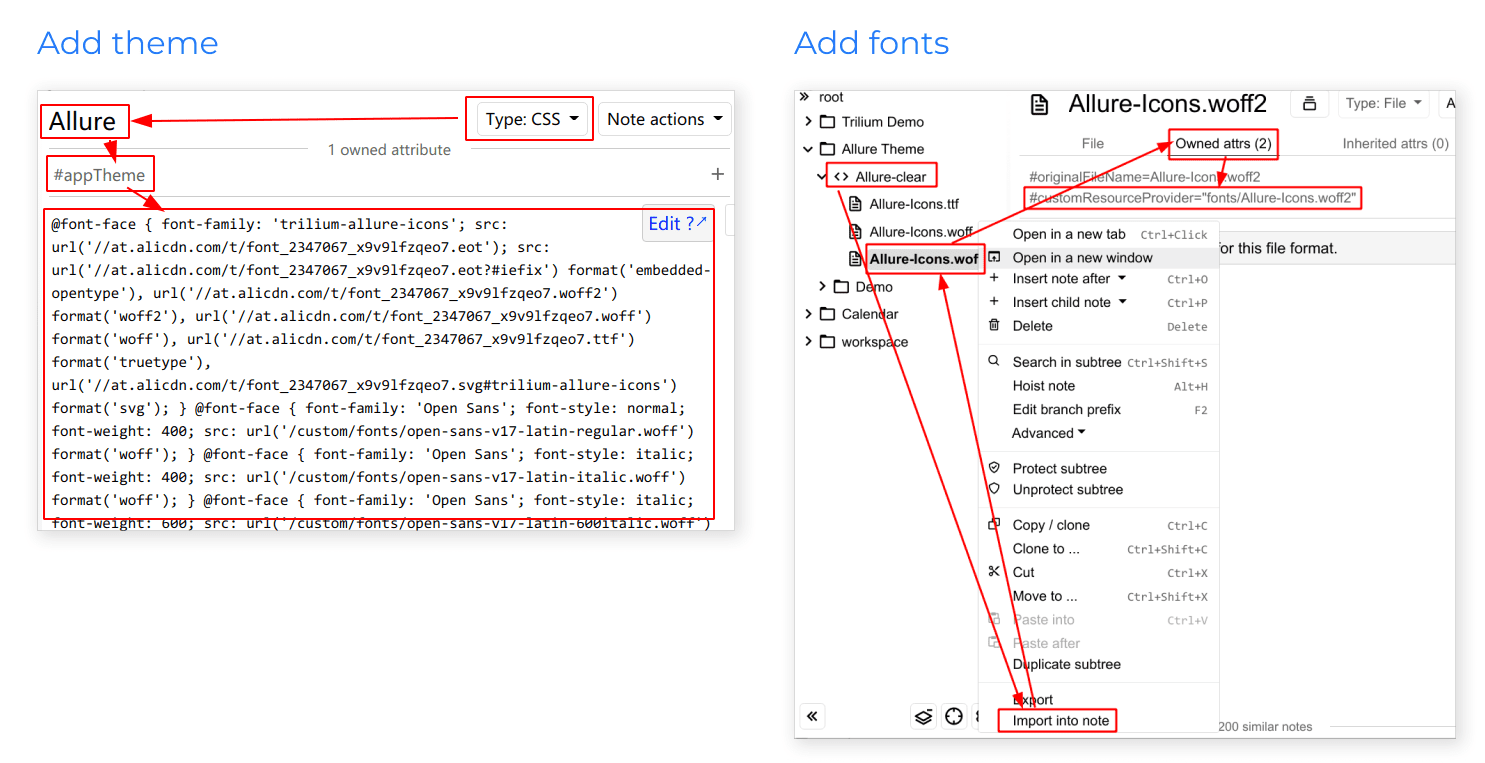 Add theme
Allure
Type: CSS
Note actions
1 owned attribute
#appTheme
Edit ?
@font-face { font-family: 'trilium-allure-icons'; src:
url('//at.alicdn.com/t/font_2347067_x9v9lfzqeo7.eot'); src:
url('//at.alicdn.com/t/font_2347067_x9v9lfzqeo7.eot?#iefix') format('embedded-
opentype'), url('//at.alicdn.com/t/font_2347067_x9v9lfzqeo7.woff2')
format('woff2'), url('//at.alicdn.com/t/font_2347067_x9v9lfzqeo7.woff')
format('woff'), url('//at.alicdn.com/t/font_2347067_x9v9lfzqeo7.ttf')
format('truetype'),
url('//at.alicdn.com/t/font_2347067_x9v9lfzqeo7.svg#trilium-allure-icons')
format('svg'); } @font-face { font-family: 'Open Sans'; font-style: normal;
font-weight: 400; src: url('/custom/fonts/open-sans-v17-latin-regular.woff')
format('woff'); } @font-face { font-family: 'Open Sans'; font-style: italic;
font-weight: 400; src: url('/custom/fonts/open-sans-v17-latin-italic.woff')
format('woff'); } @font-face { font-family: 'Open Sans'; font-style: italic;
font-weight: 600; src: url('/custom/fonts/open-sans-v17-latin-600italic.woff')
Add fonts
root
Trilium Demo
Allure Theme
Allure-clear
Allure-Icons.ttf
Allure-Icons.woff
Allure-Icons.wof
Demo
Calendar
workspace
Allure-Icons.woff2
Type: File
A
File
Owned attrs (2)
Inherited attrs (0)
#originalFileName=Allure-Icons.woff2
#customResourceProvider="fonts/Allure-Icons.woff2"
for this file format.
Open in a new tab Ctrl+Click
Open in a new window
Insert note after Ctrl+O
Insert child note Ctrl+P
Delete Delete
Search in subtree Ctrl+Shift+S
Hoist note Alt+H
Edit branch prefix F2
Advanced
Protect subtree
Unprotect subtree
Copy / clone Ctrl+C
Clone to ... Ctrl+Shift+C
Cut Ctrl+X
Move to ... Ctrl+Shift+X
Paste into Ctrl+V
Paste after
Duplicate subtree
Export
Import into note
200 similar notes